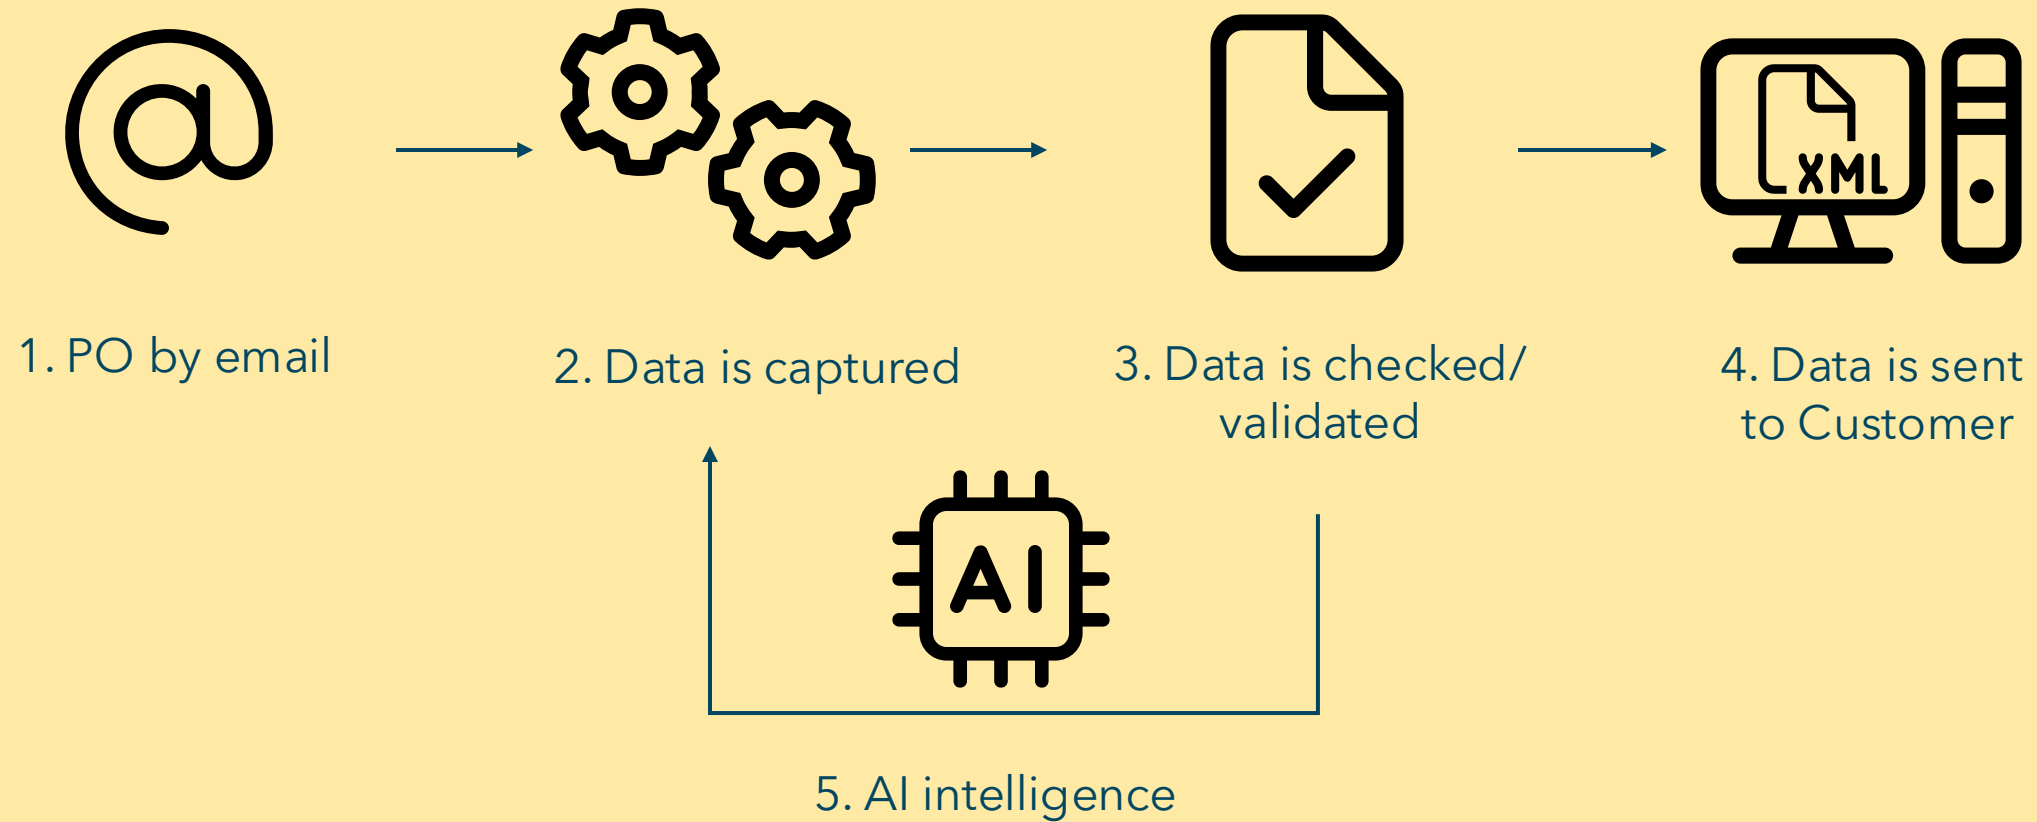 XML
1. PO by email
2. Data is captured
3. Data is checked/
validated
4. Data is sent
to Customer
AI
5. AI intelligence